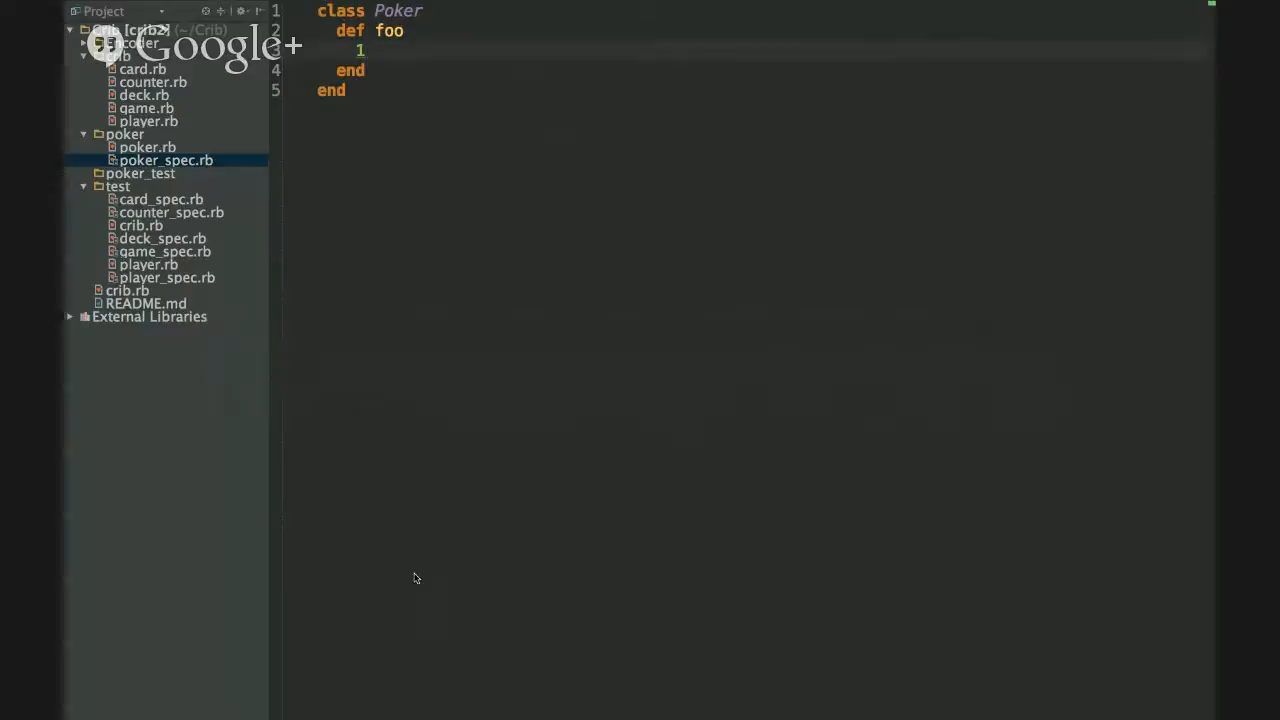 Project
Crib [crib2] (~/Crib)
Encoder
Google+
crib
card.rb
counter.rb
deck.rb
game.rb
player.rb
poker
poker.rb
poker_spec.rb
poker_test
test
card_spec.rb
counter_spec.rb
crib.rb
deck_spec.rb
game_spec.rb
player.rb
player_spec.rb
crib.rb
README.md
External Libraries
1 class Poker
2 def foo
3 1
4 end
5 end